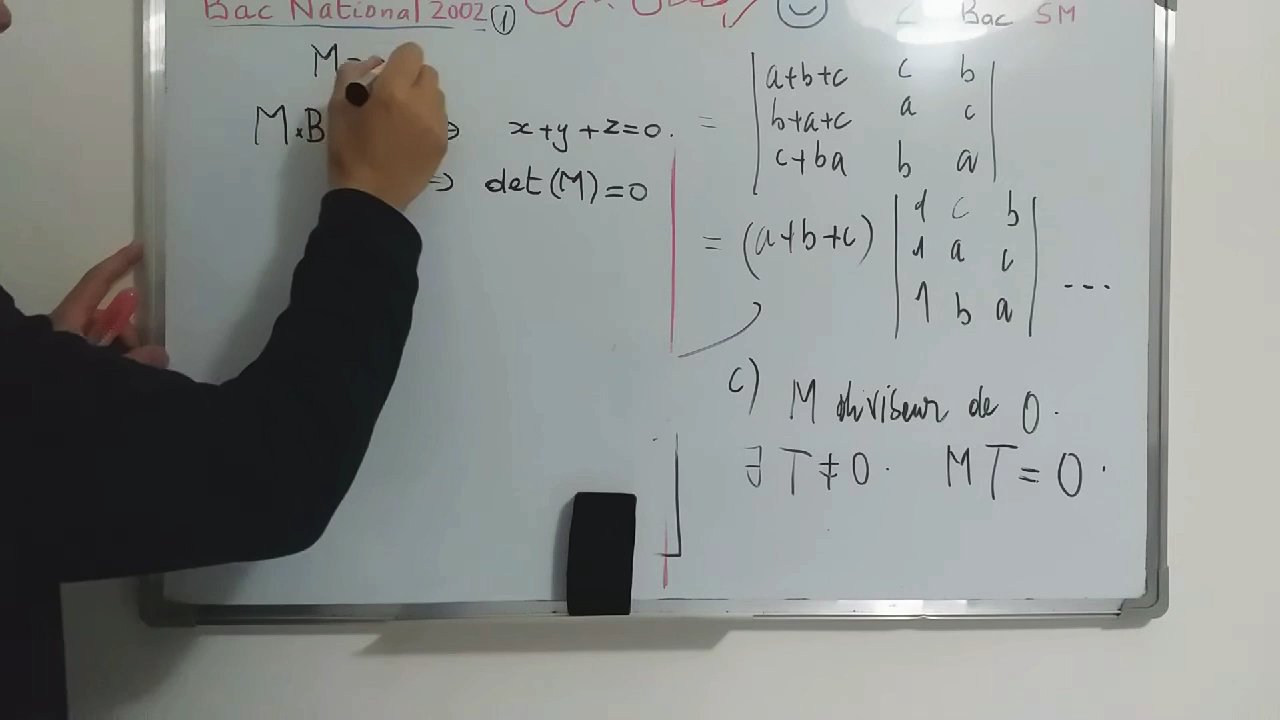 Bac National 2002 ①
Bac SM
M =
M × B
⇒ x+y+z=0.
⇒ det(M)=0
= | a+b+c c b |
| b+a+c a c |
| c+ba b a |
= (a+b+c) | 1 c b |
| 1 a c |
| 1 b a | ...
c) M diviseur de 0.
∃ T ≠ 0. MT = 0.